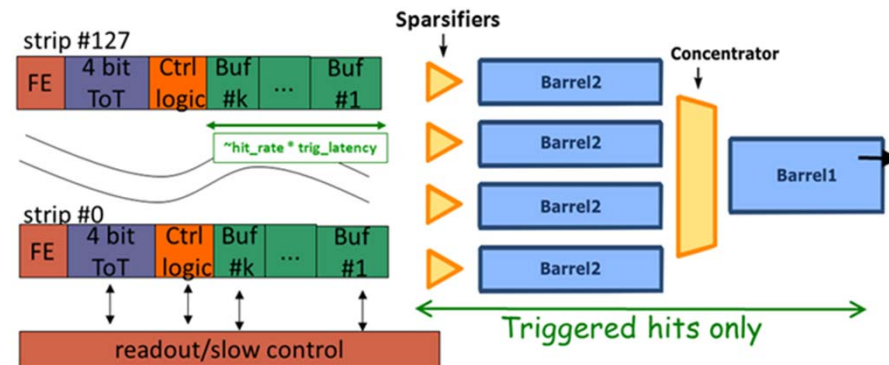 Sparsifiers
strip #127
FE
4 bit
ToT
Ctrl
logic
Buf
#k
...
Buf
#1
Concentrator
Barrel2
Barrel2
Barrel2
Barrel2
Barrel1
~hit_rate * trig_latency
strip #0
FE
4 bit
ToT
Ctrl
logic
Buf
#k
...
Buf
#1
Triggered hits only
readout/slow control